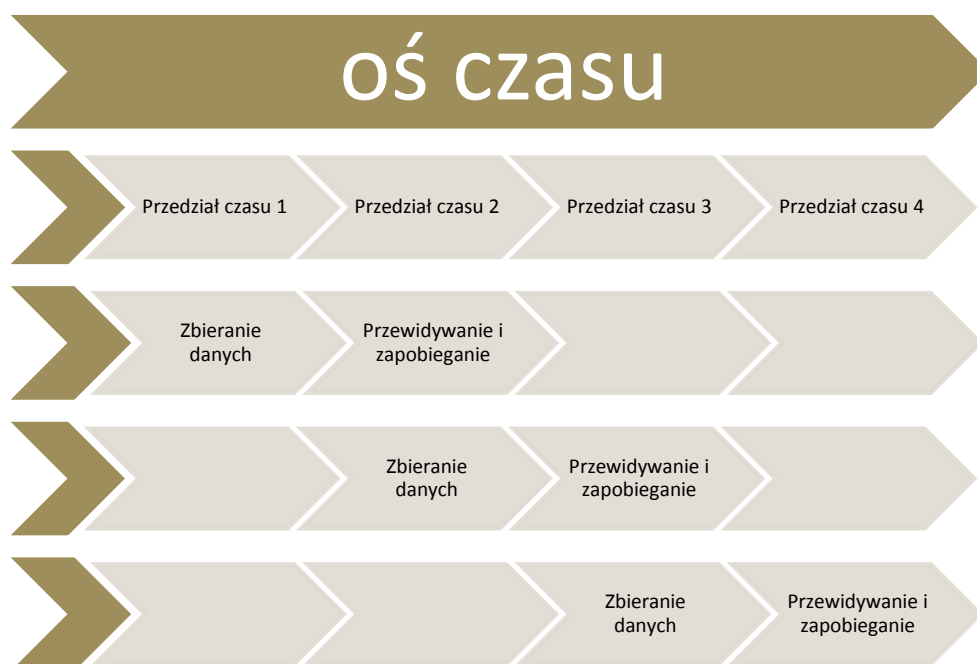 oś czasu
Przedział czasu 1
Przedział czasu 2
Przedział czasu 3
Przedział czasu 4
Zbieranie
danych
Przewidywanie i
zapobieganie
Zbieranie
danych
Przewidywanie i
zapobieganie
Zbieranie
danych
Przewidywanie i
zapobieganie